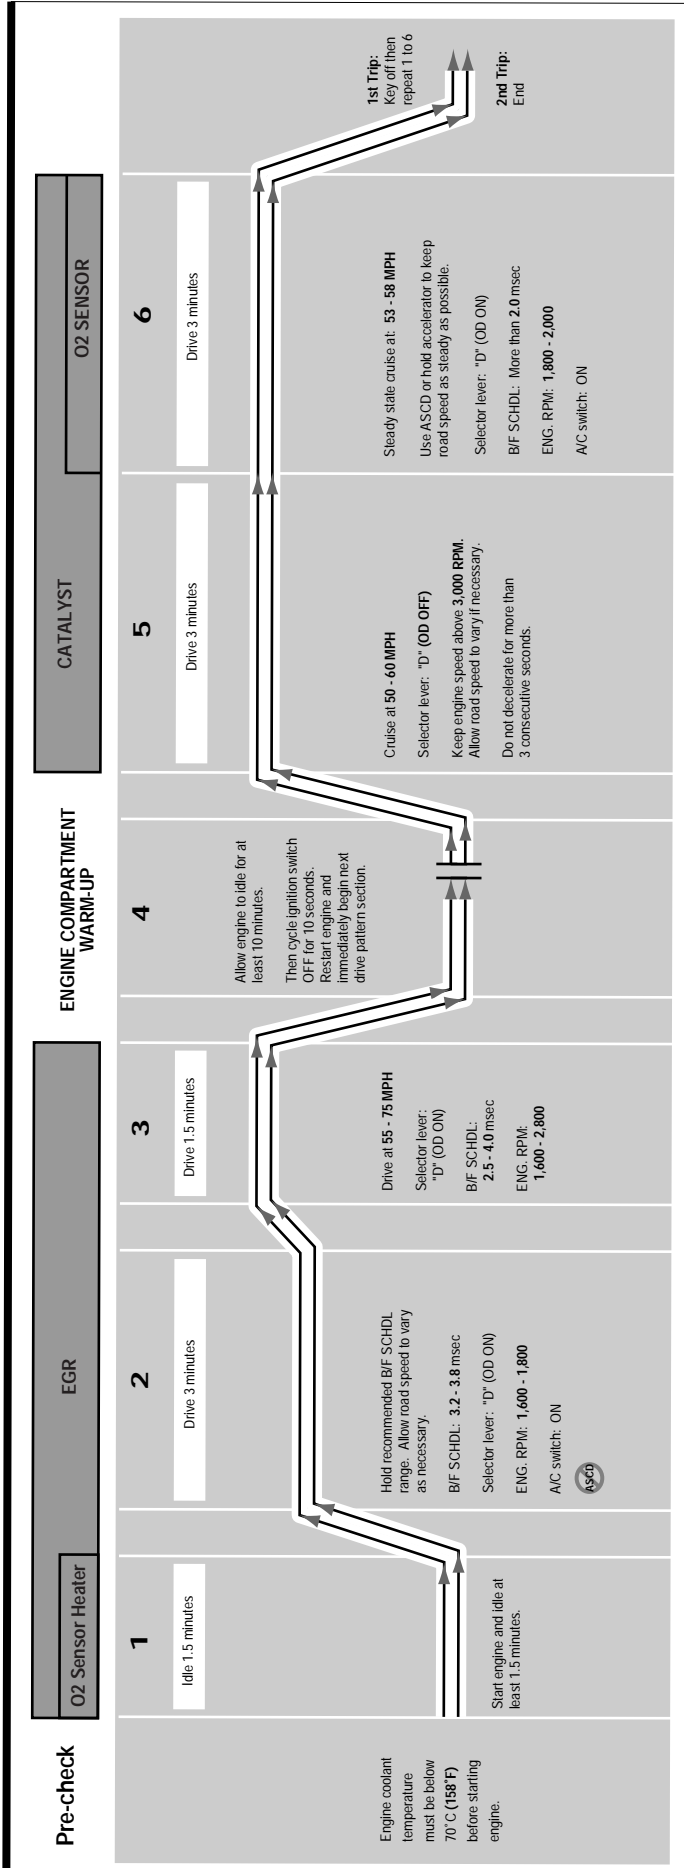 Pre-check
EGR
O2 Sensor Heater
ENGINE COMPARTMENT
WARM-UP
CATALYST
O2 SENSOR
Engine coolant
temperature
must be below
70˚C (158˚F)
before starting
engine.
1
Idle 1.5 minutes
Start engine and idle at
least 1.5 minutes.
2
Drive 3 minutes
Hold recommended B/F SCHDL
range. Allow road speed to vary
as necessary.
B/F SCHDL: 3.2 - 3.8 msec
Selector lever: "D" (OD ON)
ENG. RPM: 1,600 - 1,800
A/C switch: ON
ASCD
3
Drive 1.5 minutes
Drive at 55 - 75 MPH
Selector lever:
"D" (OD ON)
B/F SCHDL:
2.5 - 4.0 msec
ENG. RPM:
1,600 - 2,800
4
Allow engine to idle for at
least 10 minutes.
Then cycle ignition switch
OFF for 10 seconds.
Restart engine and
immediately begin next
drive pattern section.
5
Drive 3 minutes
Cruise at 50 - 60 MPH
Selector lever: "D" (OD OFF)
Keep engine speed above 3,000 RPM.
Allow road speed to vary if necessary.
Do not decelerate for more than
3 consecutive seconds.
6
Drive 3 minutes
Steady state cruise at: 53 - 58 MPH
Use ASCD or hold accelerator to keep
road speed as steady as possible.
Selector lever: "D" (OD ON)
B/F SCHDL: More than 2.0 msec
ENG. RPM: 1,800 - 2,000
A/C switch: ON
1st Trip:
Key off then
repeat 1 to 6
2nd Trip:
End